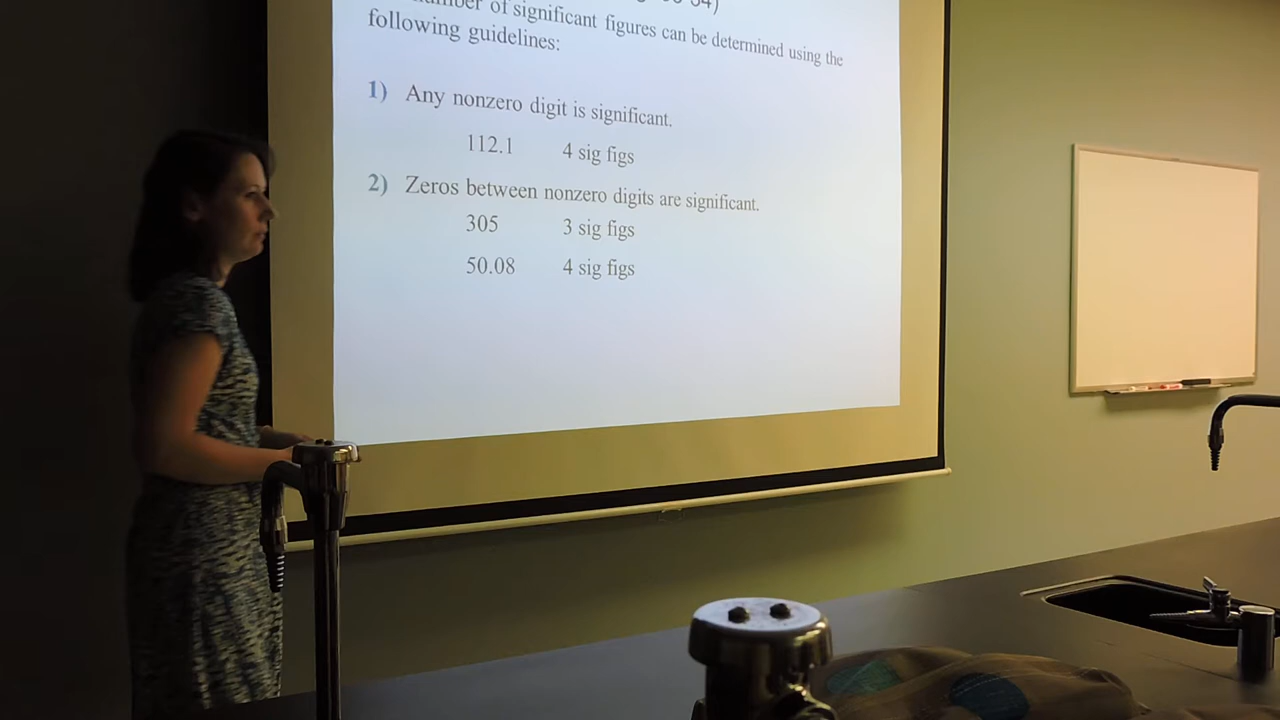 of significant figures can be determined using the
following guidelines:
1) Any nonzero digit is significant.
112.1 4 sig figs
2) Zeros between nonzero digits are significant.
305 3 sig figs
50.08 4 sig figs